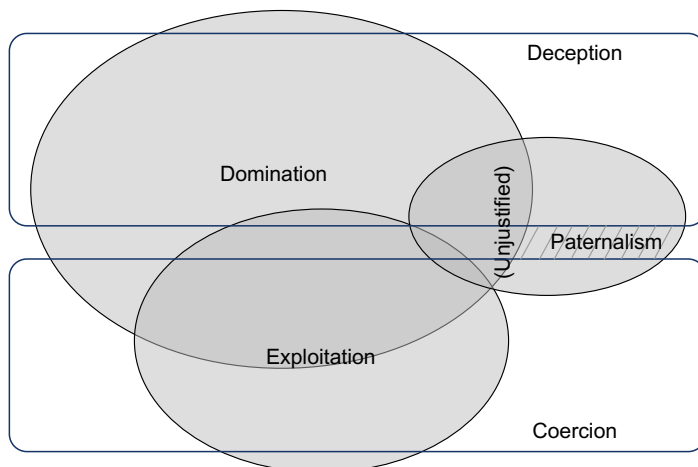 Deception
Domination
(Unjustified)
Paternalism
Exploitation
Coercion